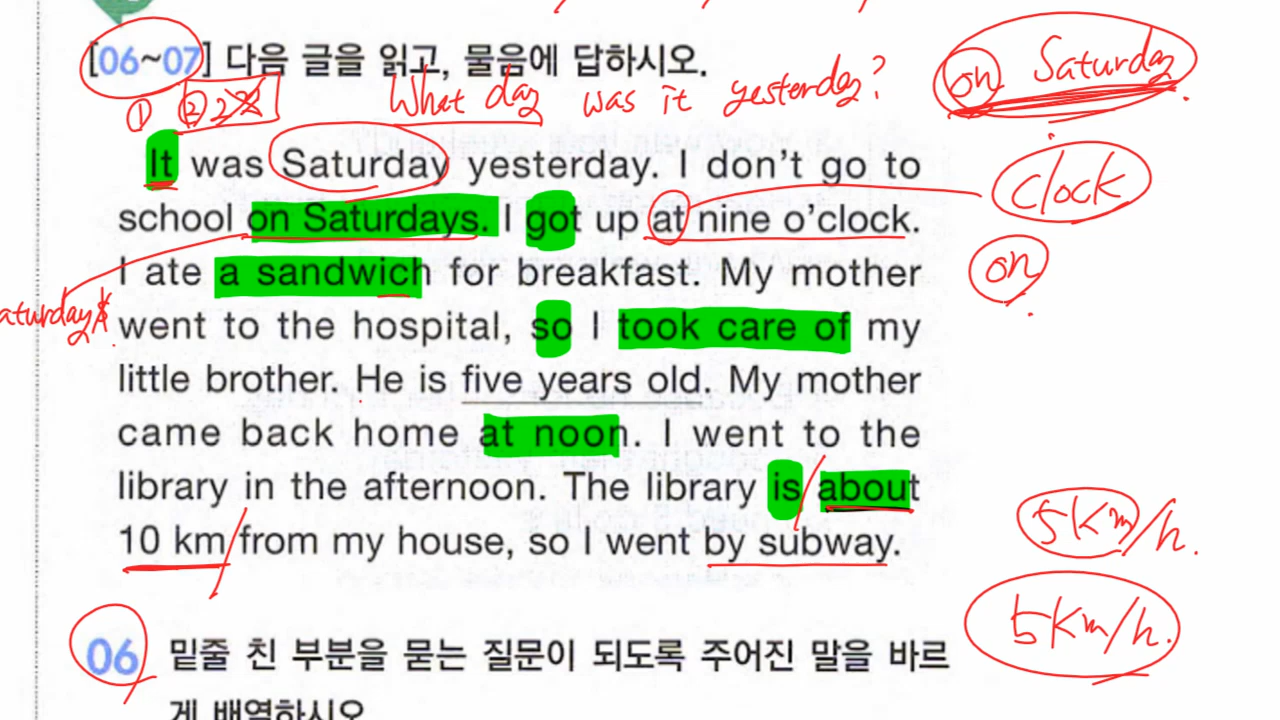 [06~07] 다음 글을 읽고, 물음에 답하시오.
① ②
What day was it yesterday?
on Saturday
It was Saturday yesterday. I don't go to
clock
school on Saturdays. I got up at nine o'clock.
on
I ate a sandwich for breakfast. My mother
went to the hospital, so I took care of my
little brother. He is five years old. My mother
came back home at noon. I went to the
library in the afternoon. The library is about
5km/h.
10 km from my house, so I went by subway.
5km/h.
06 밑줄 친 부분을 묻는 질문이 되도록 주어진 말을 바르
게 배열하시오